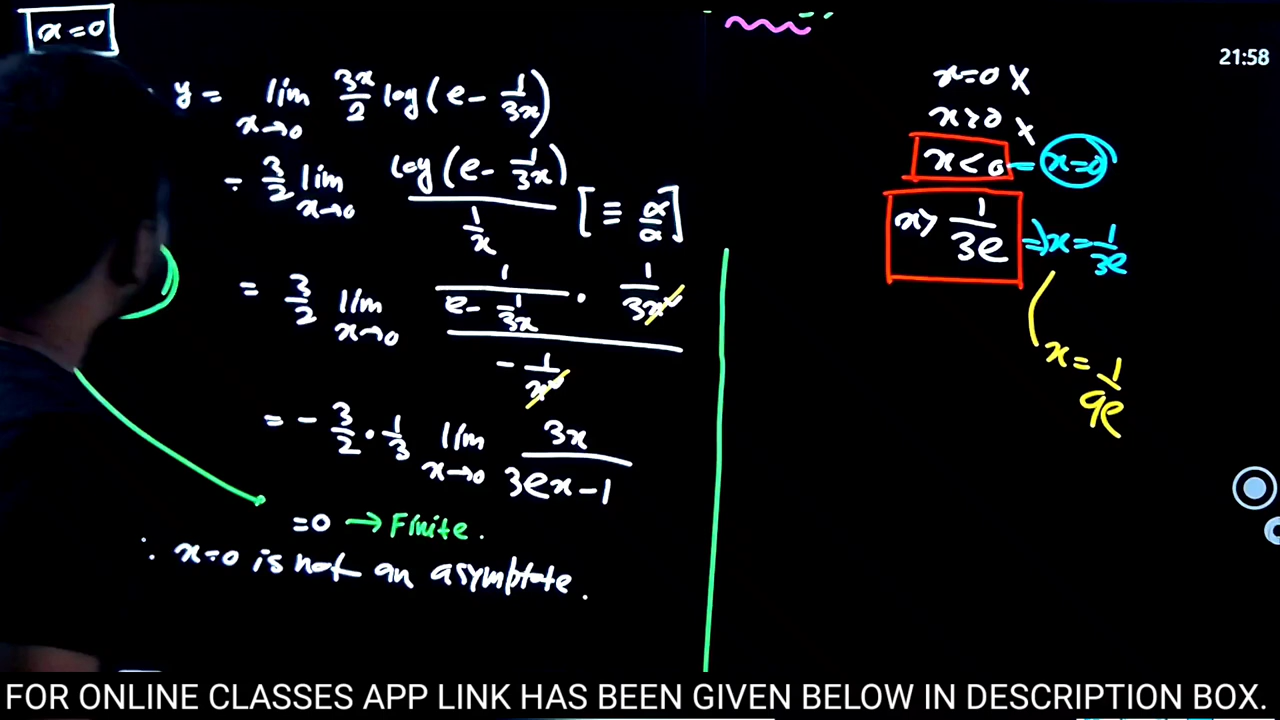 x=0
y = lim x→0 3x/2 log(e - 1/3x)
= 3/2 lim x→0 log(e - 1/3x) / 1/x [≡ α/α]
= 3/2 lim x→0 1/(e - 1/3x) · 1/3x² / -1/x²
= - 3/2 · 1/3 lim x→0 3x/(3ex-1)
=0 → Finite.
∴ x=0 is not an asymptote.
21:58
x=0 X
x>0 X
x<0 = x=0
x> 1/3e ⇒ x=1/3e
x= 1/9e
FOR ONLINE CLASSES APP LINK HAS BEEN GIVEN BELOW IN DESCRIPTION BOX.